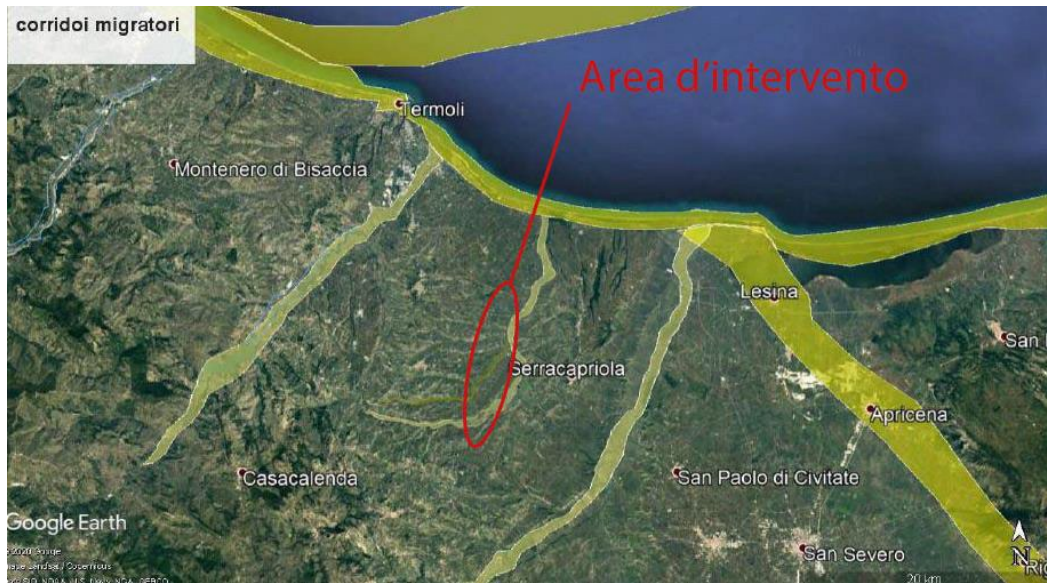 corridoi migratori
Area d'intervento
Termoli
Montenero di Bisaccia
Lesina
San
Serracapriola
Apricena
Casacalenda
San Paolo di Civitate
Google Earth
San Severo
N
20 km